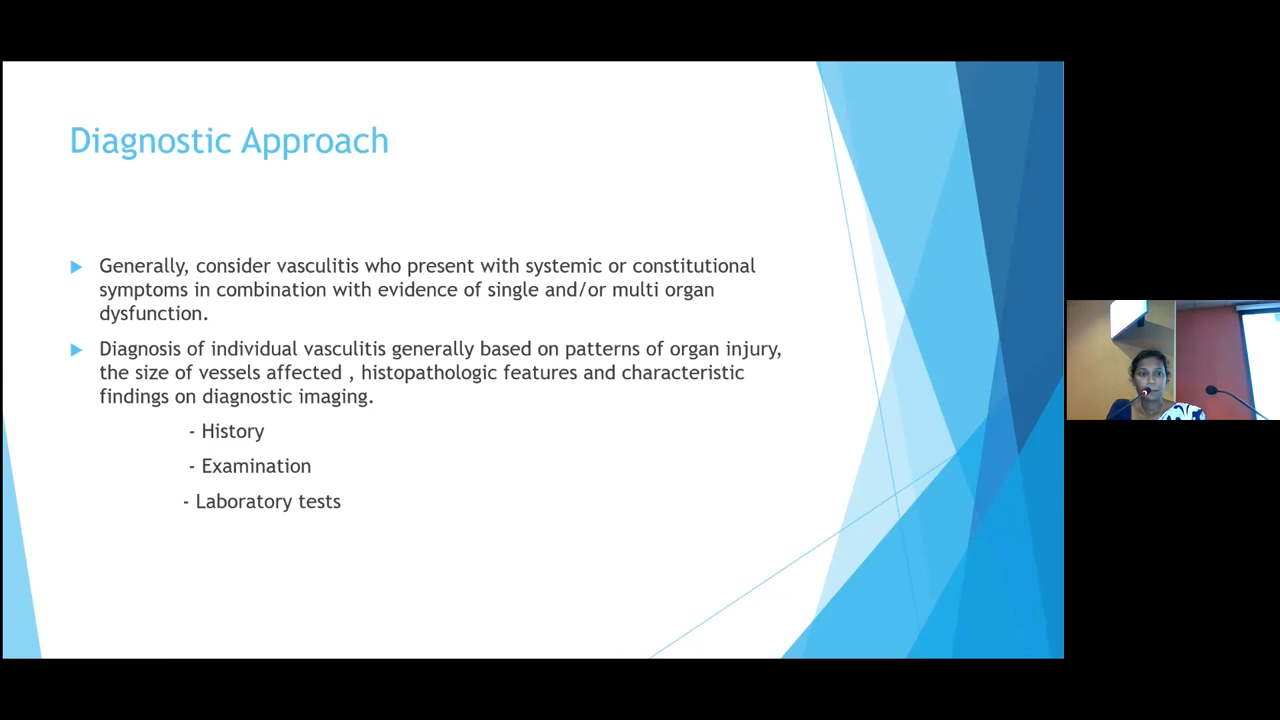 Diagnostic Approach
Generally, consider vasculitis who present with systemic or constitutional
symptoms in combination with evidence of single and/or multi organ
dysfunction.
Diagnosis of individual vasculitis generally based on patterns of organ injury,
the size of vessels affected , histopathologic features and characteristic
findings on diagnostic imaging.
- History
- Examination
- Laboratory tests